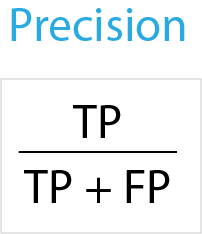 Precision
TP
TP + FP